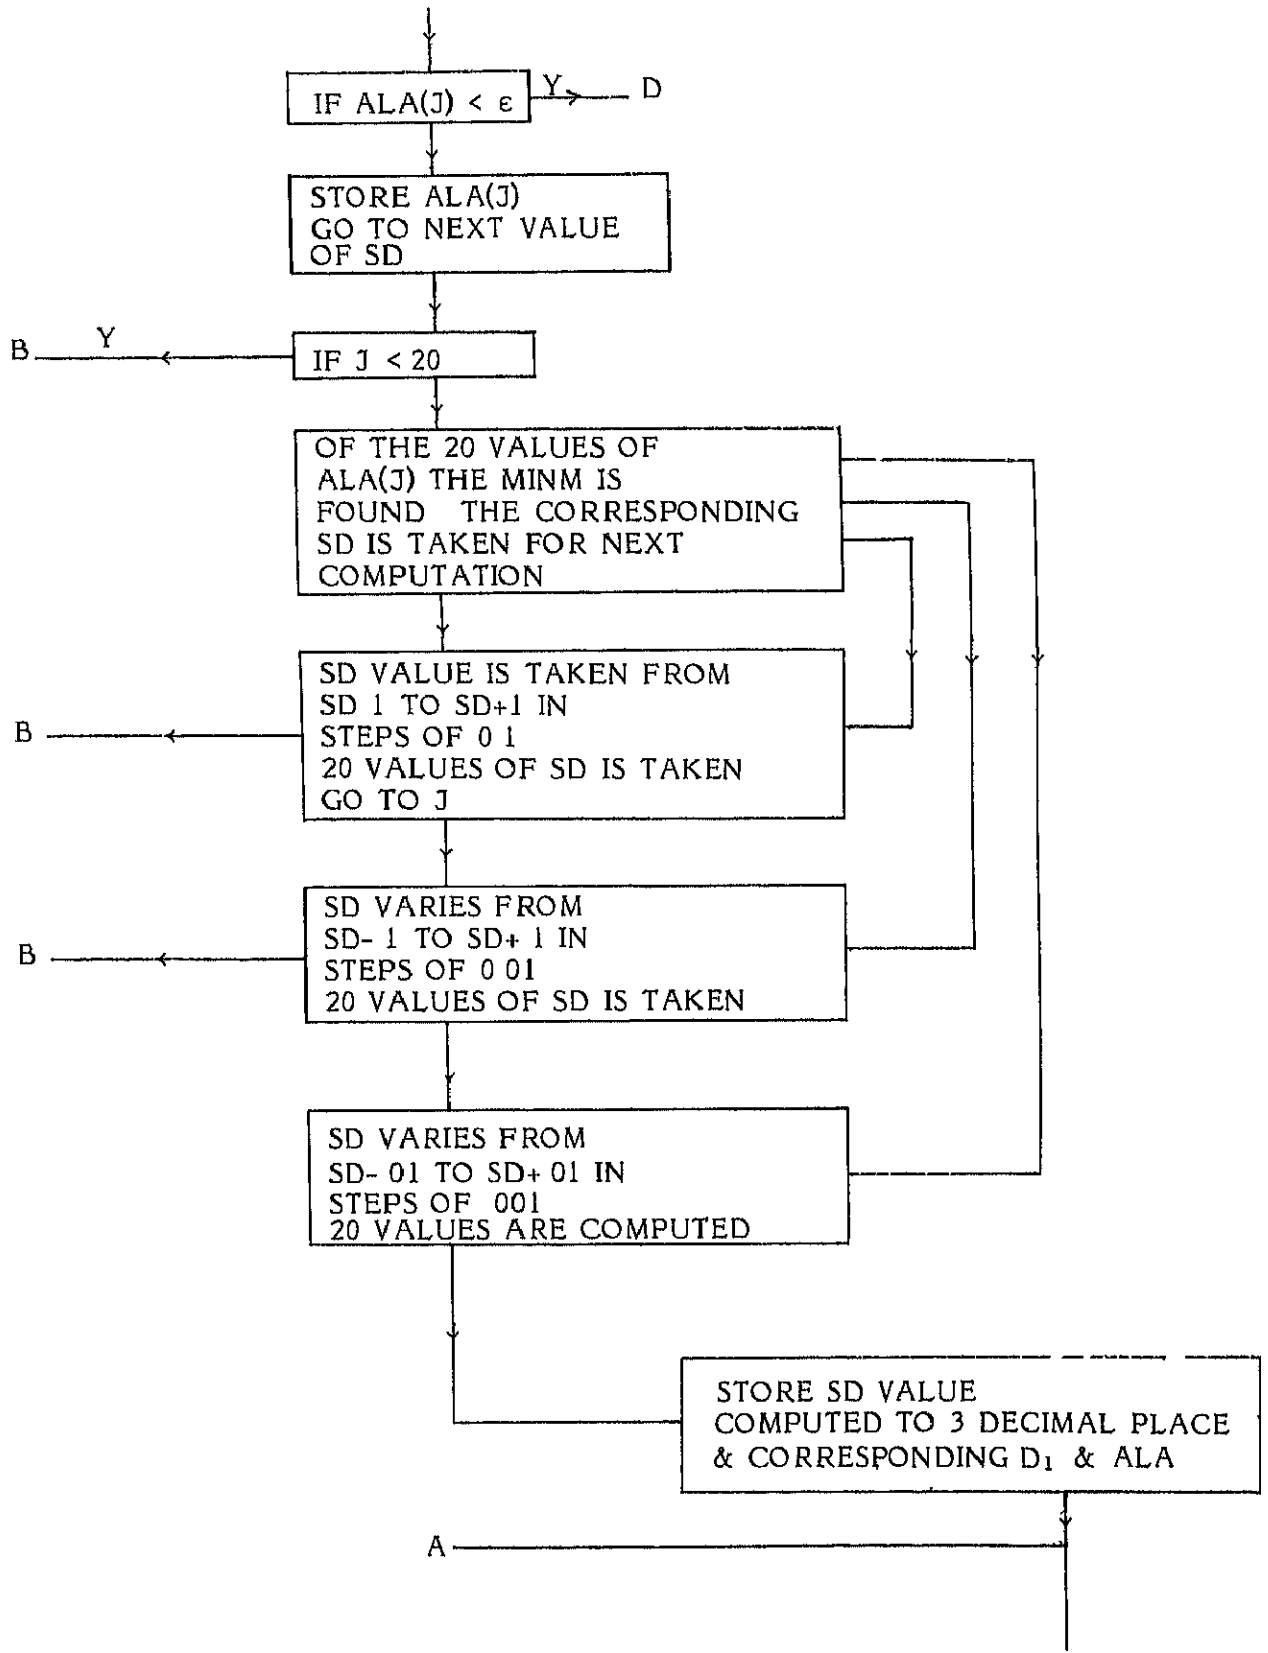 IF ALA(J) < ε
Y
D
STORE ALA(J)
GO TO NEXT VALUE
OF SD
B
Y
IF J < 20
OF THE 20 VALUES OF
ALA(J) THE MINM IS
FOUND THE CORRESPONDING
SD IS TAKEN FOR NEXT
COMPUTATION
SD VALUE IS TAKEN FROM
SD 1 TO SD+1 IN
STEPS OF 0 1
20 VALUES OF SD IS TAKEN
GO TO J
B
SD VARIES FROM
SD- 1 TO SD+ 1 IN
STEPS OF 0 01
20 VALUES OF SD IS TAKEN
B
SD VARIES FROM
SD- 01 TO SD+ 01 IN
STEPS OF 001
20 VALUES ARE COMPUTED
STORE SD VALUE
COMPUTED TO 3 DECIMAL PLACE
& CORRESPONDING D₁ & ALA
A